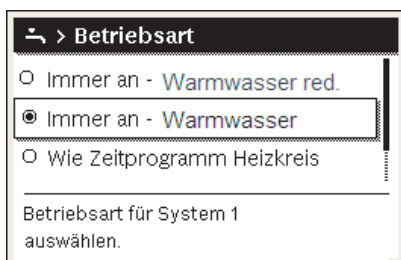 > Betriebsart
Immer an - Warmwasser red.
Immer an - Warmwasser
Wie Zeitprogramm Heizkreis
Betriebsart für System 1
auswählen.